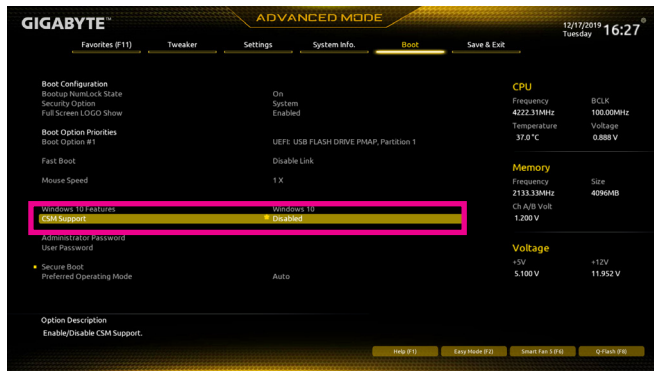 GIGABYTE™
ADVANCED MODE
12/17/2019
Tuesday
16:27
Favorites (F11) Tweaker Settings System Info. Boot Save & Exit
Boot Configuration
Bootup NumLock State On
Security Option System
Full Screen LOGO Show Enabled
Boot Option Priorities
Boot Option #1 UEFI: USB FLASH DRIVE PMAP, Partition 1
Fast Boot Disable Link
Mouse Speed 1 X
Windows 10 Features Windows 10
CSM Support Disabled
Administrator Password
User Password
Secure Boot
Preferred Operating Mode Auto
Option Description
Enable/Disable CSM Support.
CPU
Frequency BCLK
4222.31MHz 100.00MHz
Temperature Voltage
37.0 °C 0.888 V
Memory
Frequency Size
2133.33MHz 4096MB
Ch A/B Volt
1.200 V
Voltage
+5V +12V
5.100 V 11.952 V
Help (F1) Easy Mode (F2) Smart Fan 5 (F6) Q-Flash (F8)